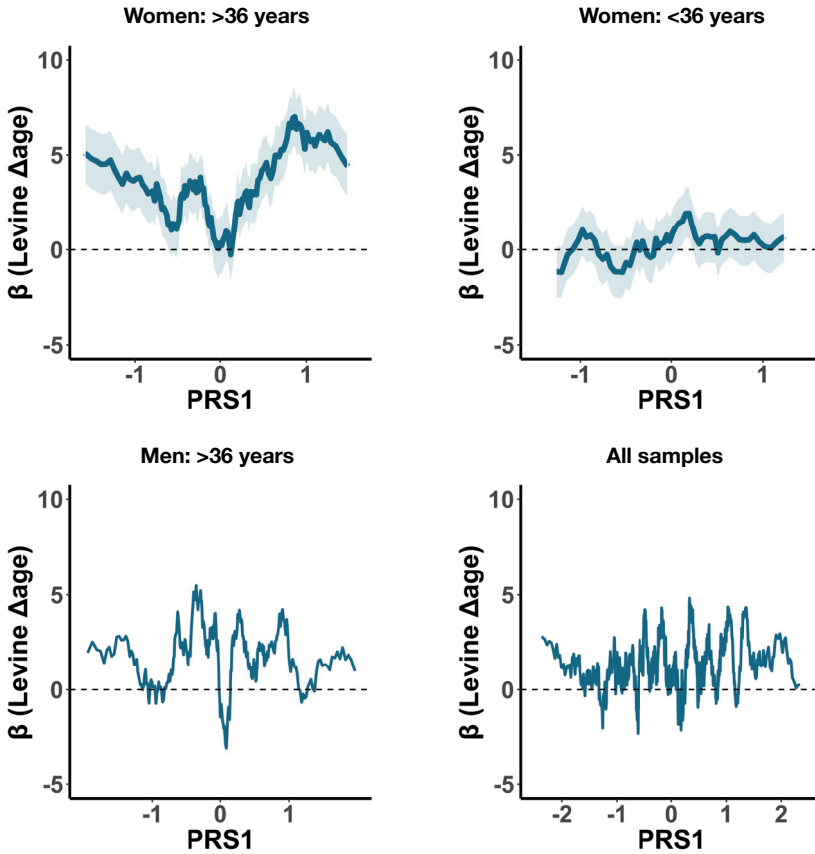 Women: >36 years
10
5
0
-5
β (Levine Δage)
-1
0
1
PRS1
Women: <36 years
10
5
0
-5
β (Levine Δage)
-1
0
1
PRS1
Men: >36 years
10
5
0
-5
β (Levine Δage)
-1
0
1
PRS1
All samples
10
5
0
-5
β (Levine Δage)
-2
-1
0
1
2
PRS1